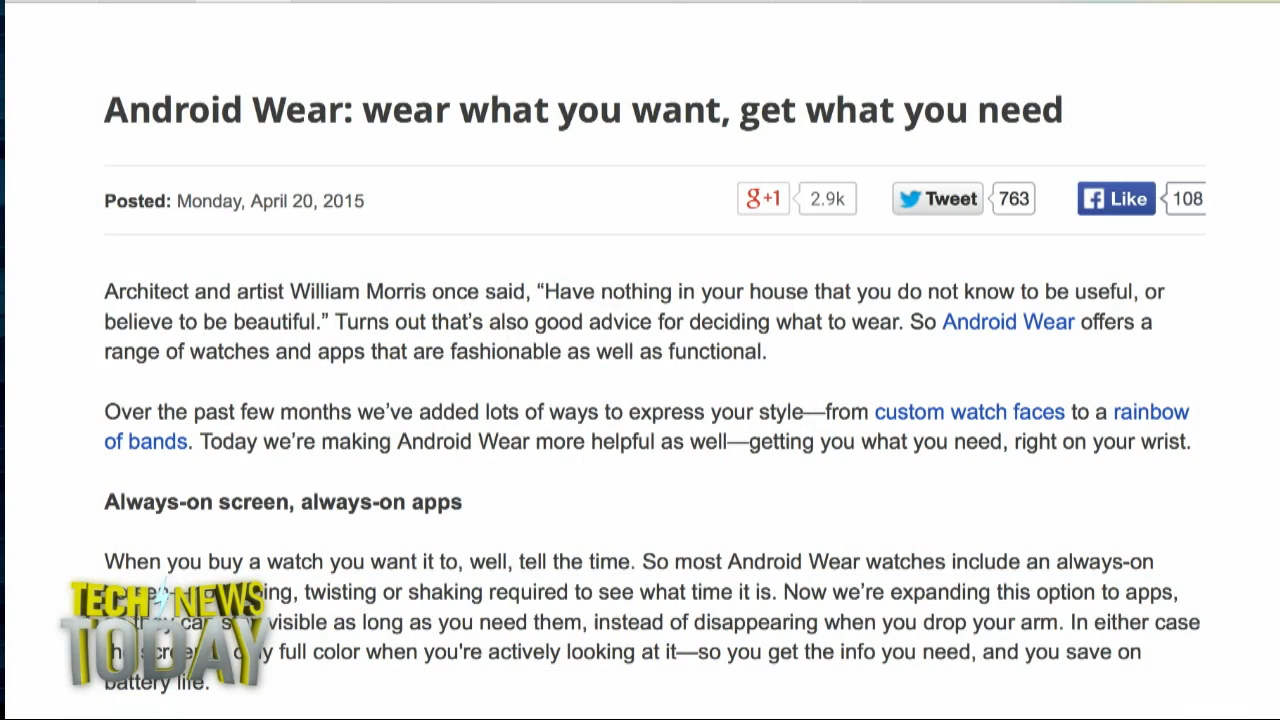 Android Wear: wear what you want, get what you need
Posted: Monday, April 20, 2015
g+1 2.9k Tweet 763 Like 108
Architect and artist William Morris once said, “Have nothing in your house that you do not know to be useful, or
believe to be beautiful.” Turns out that’s also good advice for deciding what to wear. So Android Wear offers a
range of watches and apps that are fashionable as well as functional.
Over the past few months we’ve added lots of ways to express your style—from custom watch faces to a rainbow
of bands. Today we’re making Android Wear more helpful as well—getting you what you need, right on your wrist.
Always-on screen, always-on apps
When you buy a watch you want it to, well, tell the time. So most Android Wear watches include an always-on
twisting or shaking required to see what time it is. Now we’re expanding this option to apps,
visible as long as you need them, instead of disappearing when you drop your arm. In either case
full color when you're actively looking at it—so you get the info you need, and you save on
battery life.
TECH NEWS
TODAY